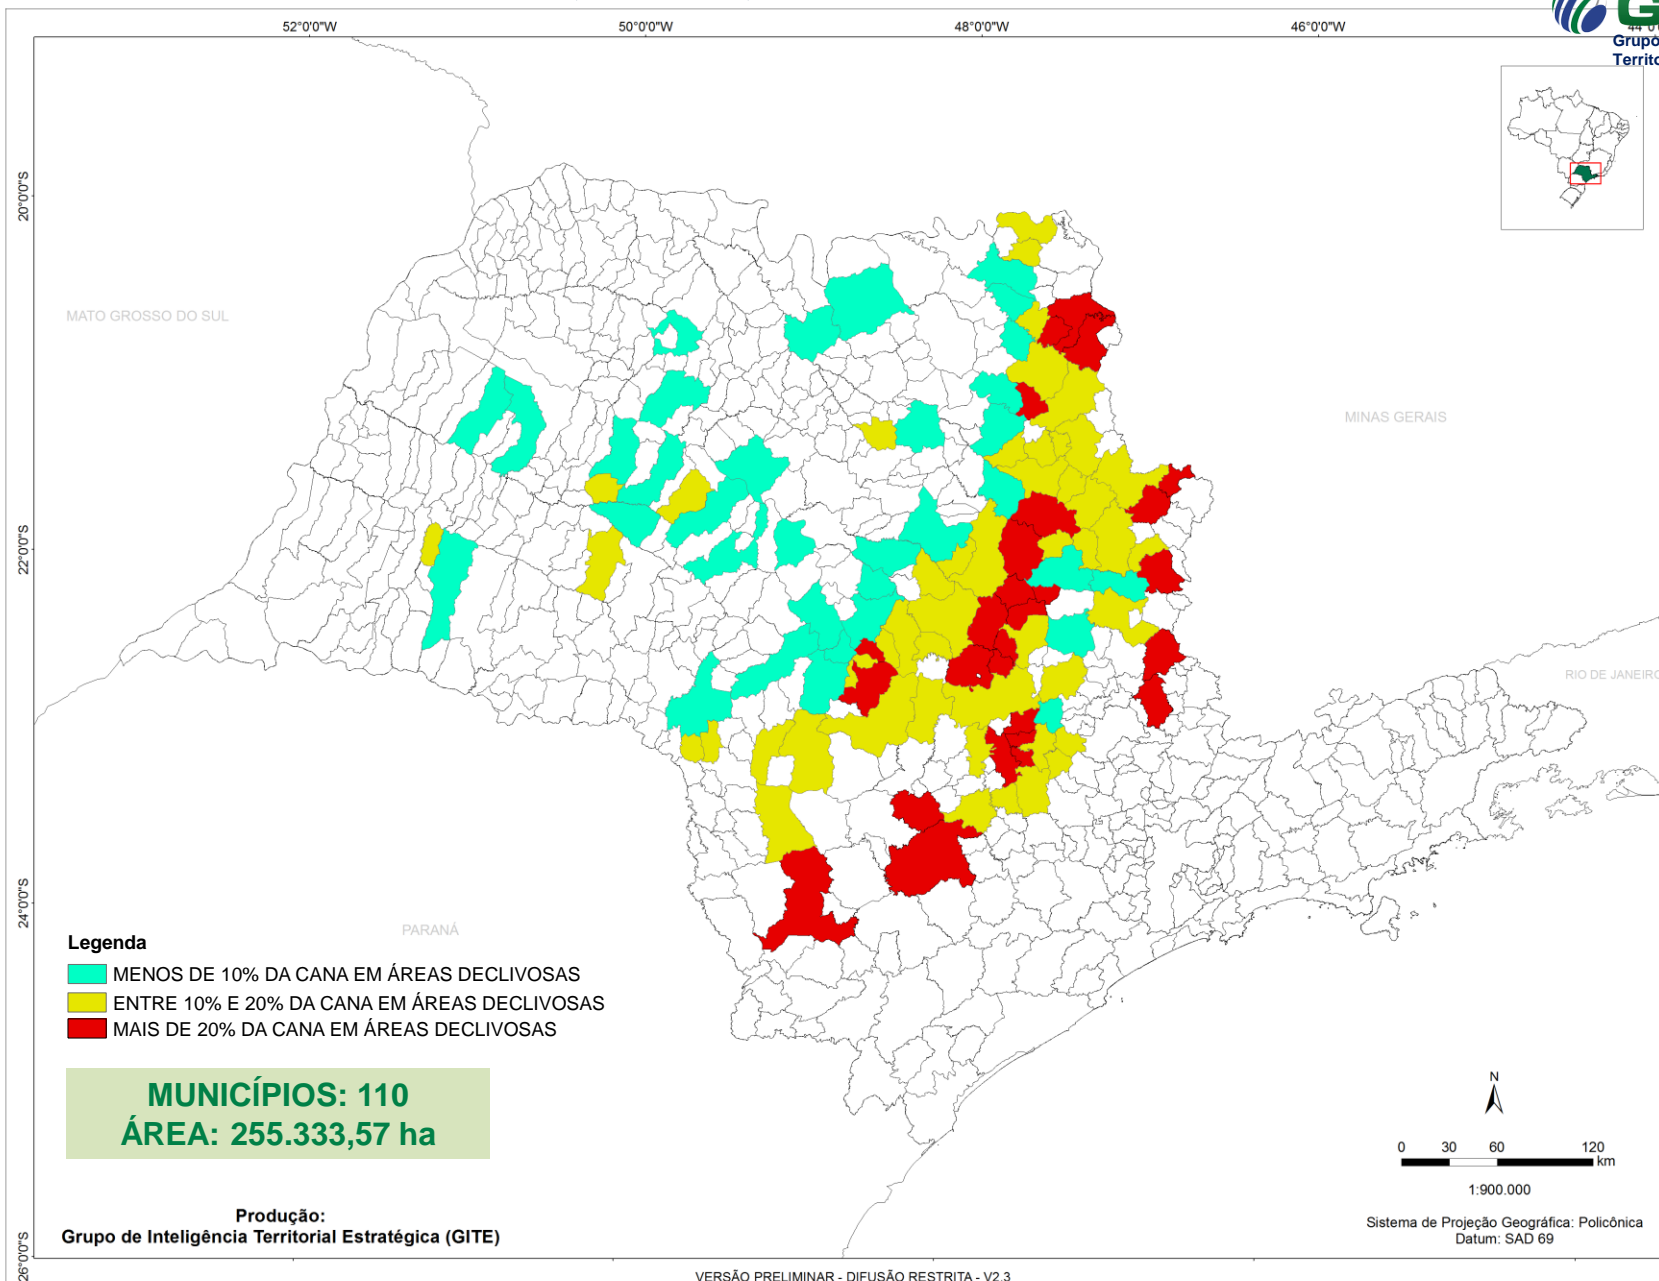 52°0'0"W
50°0'0"W
48°0'0"W
46°0'0"W
Grupo
Territo
20°0'0"S
22°0'0"S
24°0'0"S
26°0'0"S
MATO GROSSO DO SUL
MINAS GERAIS
RIO DE JANEIRO
PARANÁ
Legenda
MENOS DE 10% DA CANA EM ÁREAS DECLIVOSAS
ENTRE 10% E 20% DA CANA EM ÁREAS DECLIVOSAS
MAIS DE 20% DA CANA EM ÁREAS DECLIVOSAS
MUNICÍPIOS: 110
ÁREA: 255.333,57 ha
Produção:
Grupo de Inteligência Territorial Estratégica (GITE)
N
0 30 60 120
km
1:900.000
Sistema de Projeção Geográfica: Policônica
Datum: SAD 69
VERSÃO PRELIMINAR - DIFUSÃO RESTRITA - V2.3